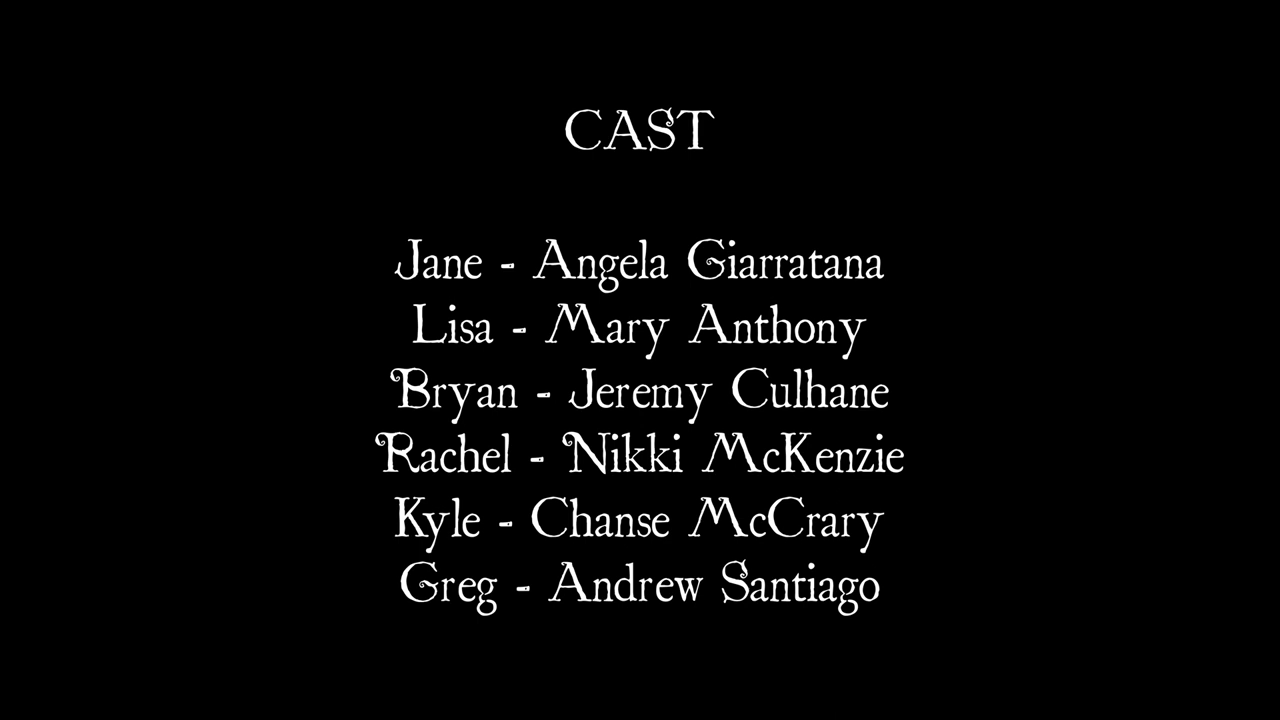 CAST
Jane - Angela Giarratana
Lisa - Mary Anthony
Bryan - Jeremy Culhane
Rachel - Nikki McKenzie
Kyle - Chanse McCrary
Greg - Andrew Santiago